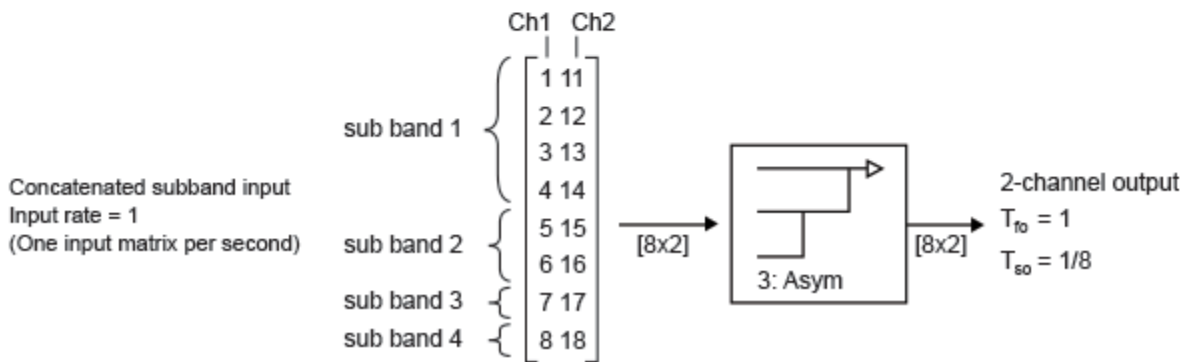 Ch1 Ch2
1 11
2 12
3 13
4 14
5 15
6 16
7 17
8 18
sub band 1
sub band 2
sub band 3
sub band 4
Concatenated subband input
Input rate = 1
(One input matrix per second)
[8x2]
3: Asym
[8x2]
2-channel output
Tfo = 1
Tso = 1/8